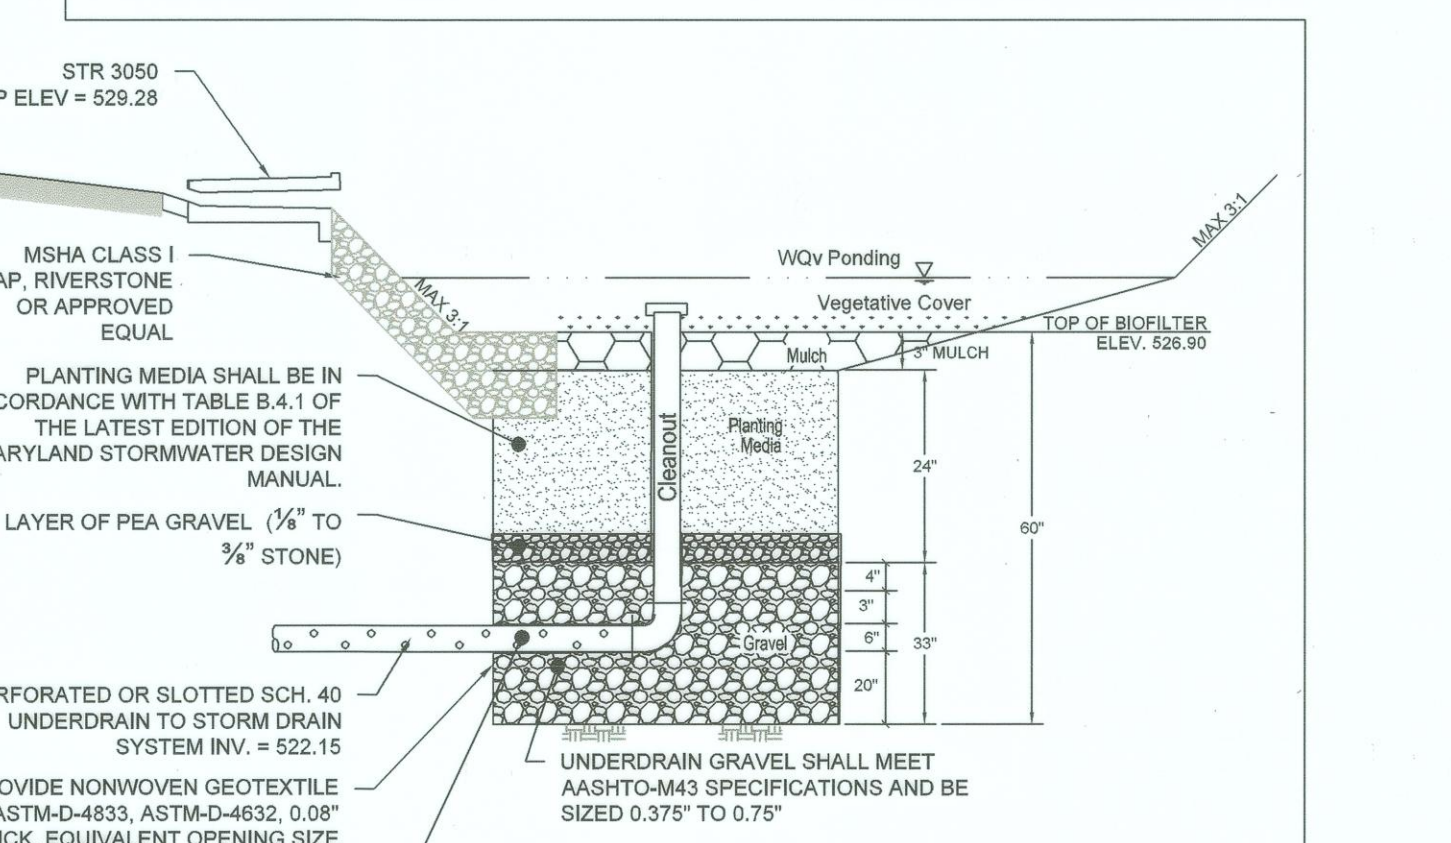 STR 3050
P ELEV = 529.28
MSHA CLASS I
AP, RIVERSTONE
OR APPROVED
EQUAL
MAX 3:1
WQv Ponding
MAX 3:1
Vegetative Cover
TOP OF BIOFILTER
ELEV. 526.90
Mulch
3" MULCH
PLANTING MEDIA SHALL BE IN
CORDANCE WITH TABLE B.4.1 OF
THE LATEST EDITION OF THE
ARYLAND STORMWATER DESIGN
MANUAL.
Cleanout
Planting
Media
24"
60"
LAYER OF PEA GRAVEL (⅛" TO
⅜" STONE)
4"
3"
6"
33"
20"
Gravel
RFORATED OR SLOTTED SCH. 40
UNDERDRAIN TO STORM DRAIN
SYSTEM INV. = 522.15
OVIDE NONWOVEN GEOTEXTILE
ASTM-D-4833, ASTM-D-4632, 0.08"
ICK, EQUIVALENT OPENING SIZE
UNDERDRAIN GRAVEL SHALL MEET
AASHTO-M43 SPECIFICATIONS AND BE
SIZED 0.375" TO 0.75"